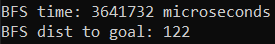 BFS time: 3641732 microseconds
BFS dist to goal: 122